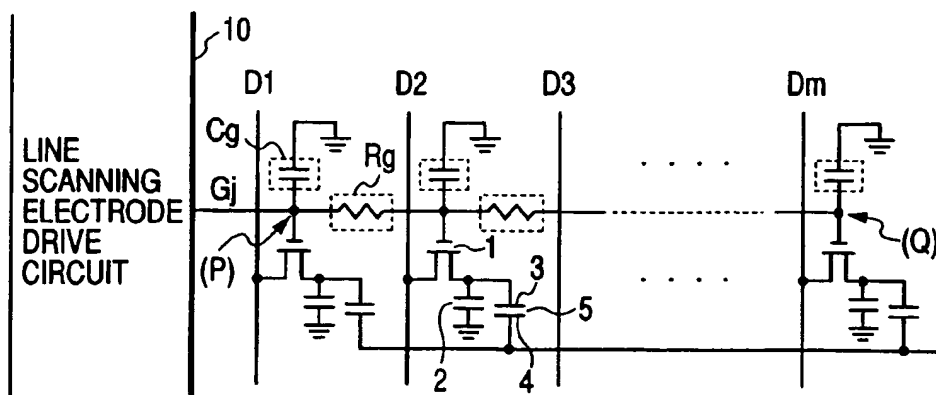 10
D1
D2
D3
Dm
Cg
Rg
LINE
SCANNING
ELECTRODE
DRIVE
CIRCUIT
Gj
(P)
1
(Q)
3
5
2
4